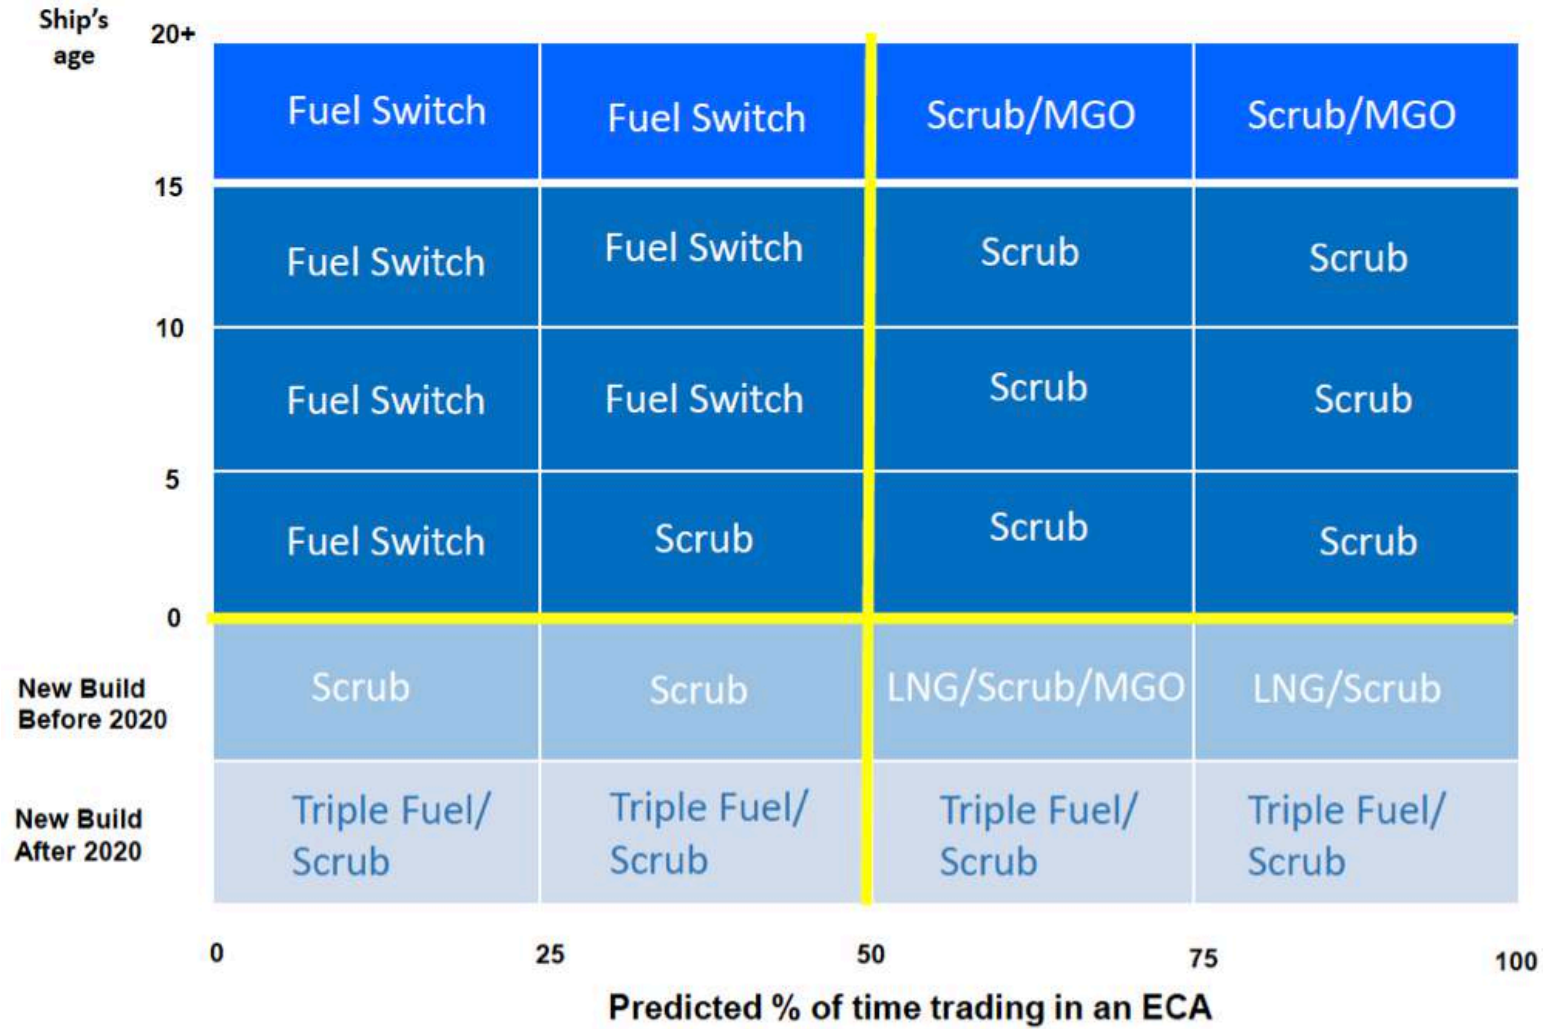 Ship's
age
20+
Fuel Switch
Fuel Switch
Scrub/MGO
Scrub/MGO
15
Fuel Switch
Fuel Switch
Scrub
Scrub
10
Fuel Switch
Fuel Switch
Scrub
Scrub
5
Fuel Switch
Scrub
Scrub
Scrub
0
New Build
Before 2020
Scrub
Scrub
LNG/Scrub/MGO
LNG/Scrub
New Build
After 2020
Triple Fuel/
Scrub
Triple Fuel/
Scrub
Triple Fuel/
Scrub
Triple Fuel/
Scrub
0
25
50
75
100
Predicted % of time trading in an ECA